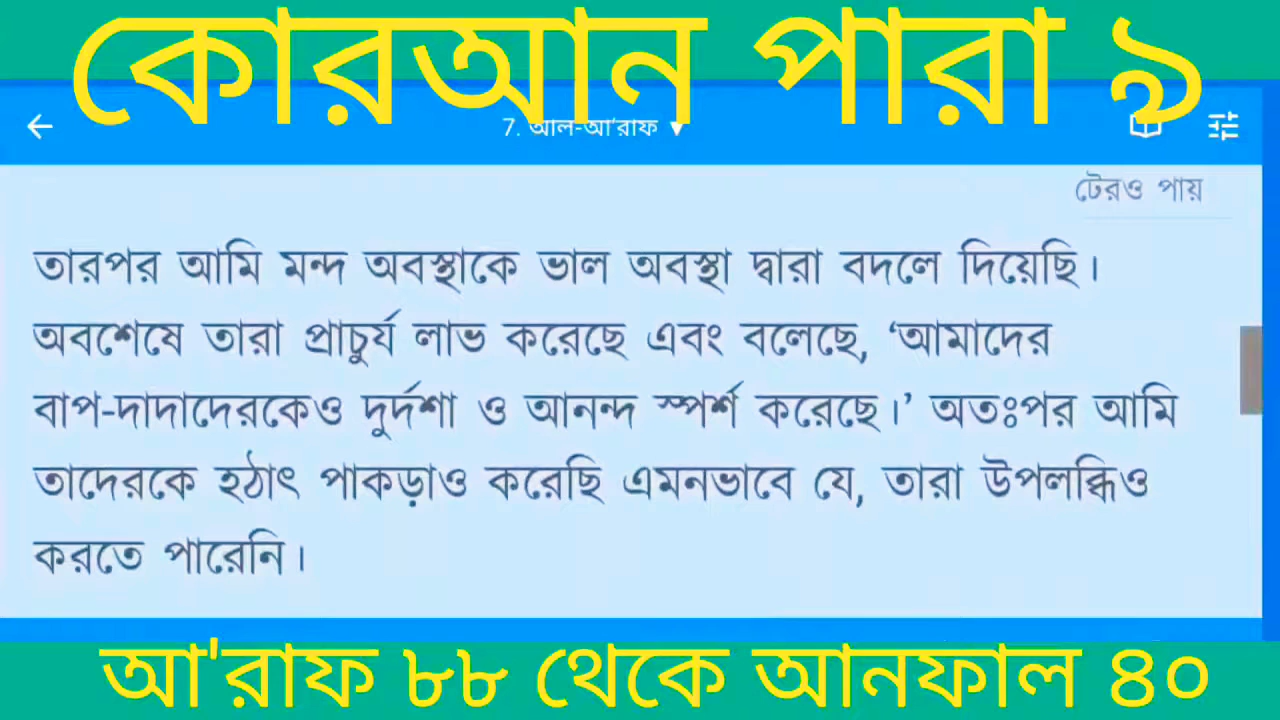 কোরআন পারা ৯
7. আল-আ'রাফ ▼
টেরও পায়
তারপর আমি মন্দ অবস্থাকে ভাল অবস্থা দ্বারা বদলে দিয়েছি।
অবশেষে তারা প্রাচুর্য লাভ করেছে এবং বলেছে, ‘আমাদের
বাপ-দাদাদেরকেও দুর্দশা ও আনন্দ স্পর্শ করেছে।’ অতঃপর আমি
তাদেরকে হঠাৎ পাকড়াও করেছি এমনভাবে যে, তারা উপলব্ধিও
করতে পারেনি।
আ'রাফ ৮৮ থেকে আনফাল ৪০